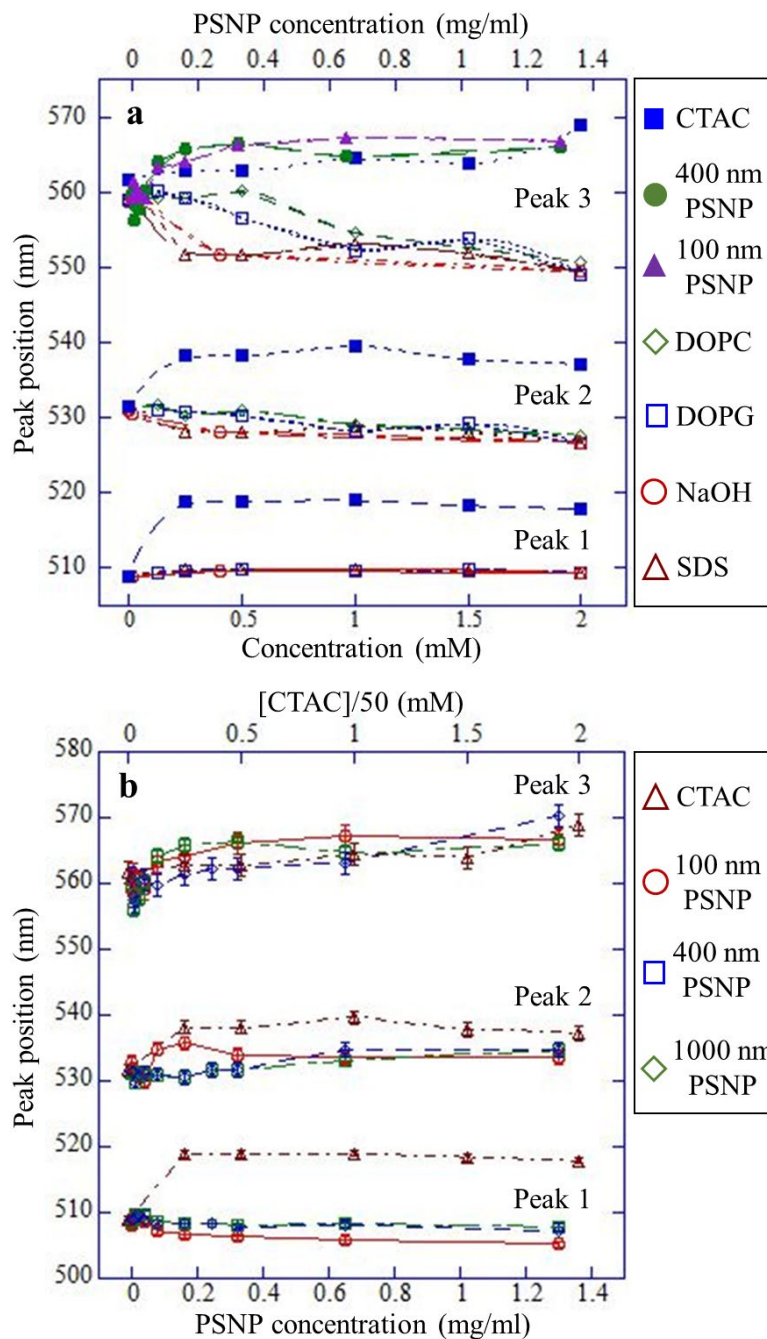 PSNP concentration (mg/ml)
0 0.2 0.4 0.6 0.8 1 1.2 1.4
a
570
560
550
540
530
520
510
Peak position (nm)
Peak 3
Peak 2
Peak 1
0 0.5 1 1.5 2
Concentration (mM)
CTAC
400 nm
PSNP
100 nm
PSNP
DOPC
DOPG
NaOH
SDS
[CTAC]/50 (mM)
0 0.5 1 1.5 2
b
580
570
560
550
540
530
520
510
500
Peak position (nm)
Peak 3
Peak 2
Peak 1
0 0.2 0.4 0.6 0.8 1 1.2 1.4
PSNP concentration (mg/ml)
CTAC
100 nm
PSNP
400 nm
PSNP
1000 nm
PSNP